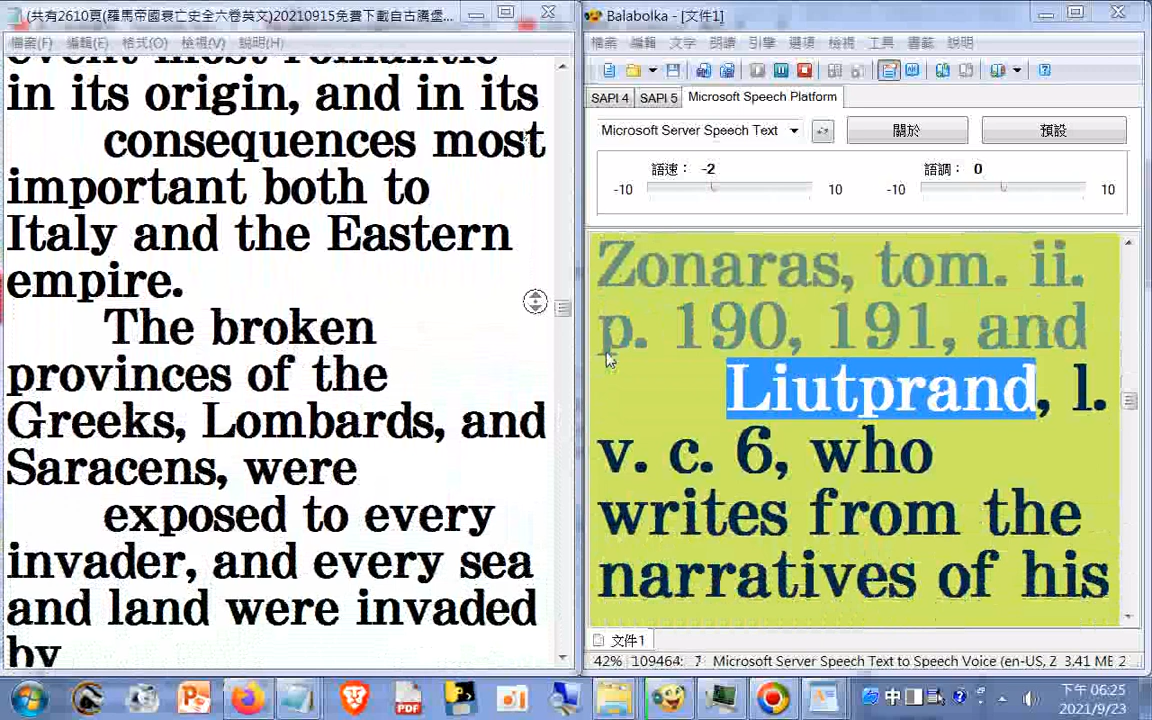 (共有2610頁(羅馬帝國衰亡史全六卷英文)20210915免費下載自古騰堡...
檔案(F) 編輯(E) 格式(O) 檢視(V) 說明(H)
event most romantic
in its origin, and in its
consequences most
important both to
Italy and the Eastern
empire.
The broken
provinces of the
Greeks, Lombards, and
Saracens, were
exposed to every
invader, and every sea
and land were invaded
by
Balabolka - [文件1]
檔案 編輯 文字 朗讀 引擎 選項 檢視 工具 書籤 說明
SAPI 4 SAPI 5 Microsoft Speech Platform
Microsoft Server Speech Text 關於 預設
語速： -2 語調： 0
-10 10 -10 10
Zonaras, tom. ii.
p. 190, 191, and
Liutprand, l.
v. c. 6, who
writes from the
narratives of his
文件1
42% 109464: 7 Microsoft Server Speech Text to Speech Voice (en-US, Z 3.41 ME 2
PDF 中 下午 06:25
2021/9/23